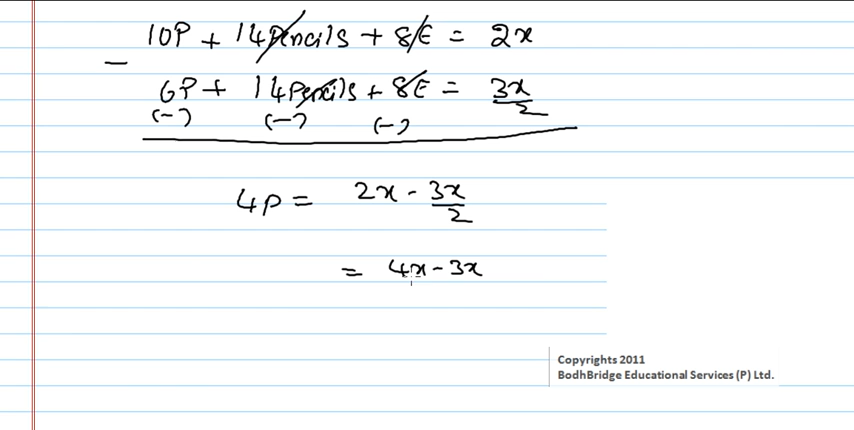 10P + 14Pencils + 8E = 2x
−
6P + 14Pencils + 8E = 3x/2
(−) (−) (−)
4P = 2x - 3x/2
= 4x - 3x
Copyrights 2011
BodhBridge Educational Services (P) Ltd.